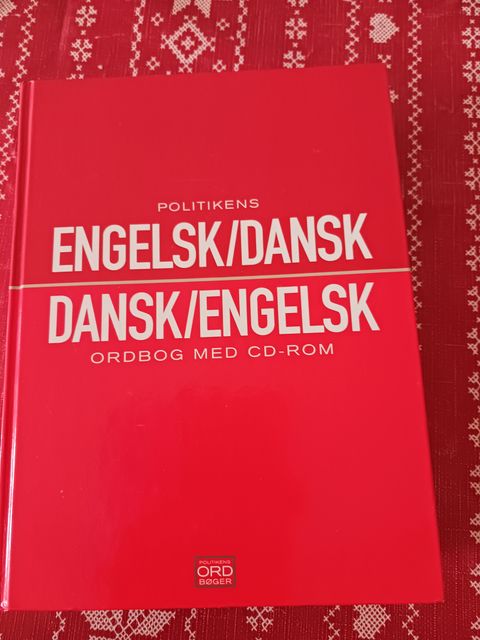 POLITIKENS
ENGELSK/DANSK
DANSK/ENGELSK
ORDBOG MED CD-ROM
POLITIKENS
ORD
BØGER